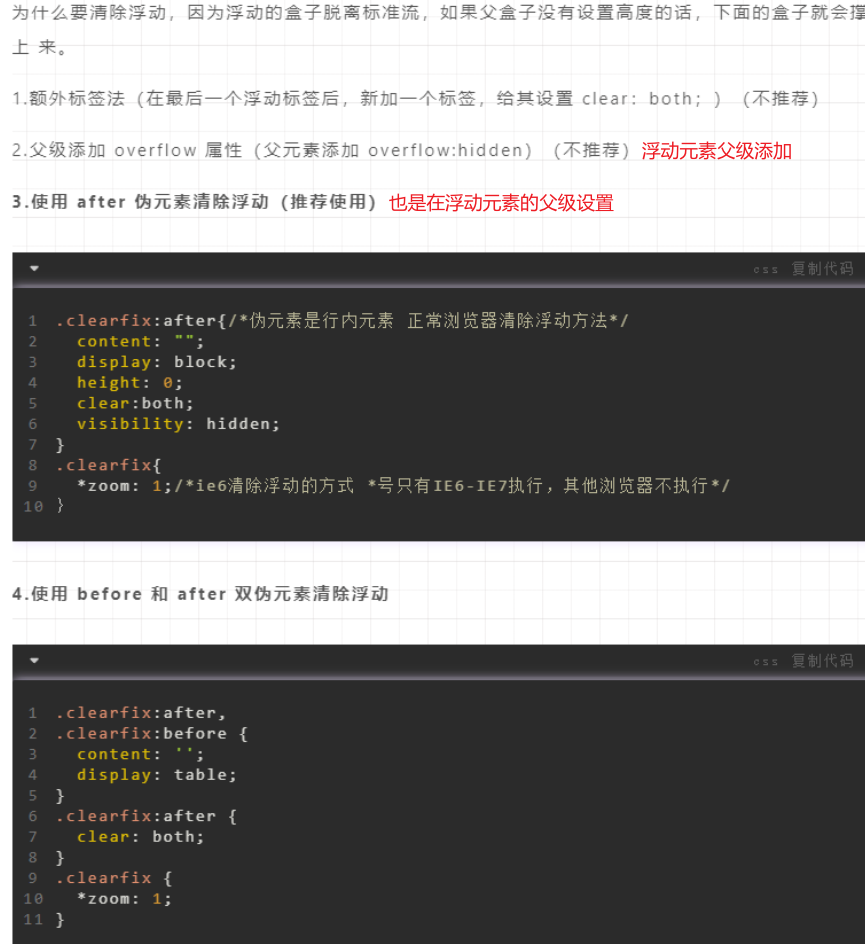 为什么要清除浮动，因为浮动的盒子脱离标准流，如果父盒子没有设置高度的话，下面的盒子就会撑
上 来。
1.额外标签法（在最后一个浮动标签后，新加一个标签，给其设置 clear：both；）（不推荐）
2.父级添加 overflow 属性（父元素添加 overflow:hidden）（不推荐）浮动元素父级添加
3.使用 after 伪元素清除浮动（推荐使用）也是在浮动元素的父级设置
css 复制代码
1 .clearfix:after{/*伪元素是行内元素 正常浏览器清除浮动方法*/
2 content: "";
3 display: block;
4 height: 0;
5 clear:both;
6 visibility: hidden;
7 }
8 .clearfix{
9 *zoom: 1;/*ie6清除浮动的方式 *号只有IE6-IE7执行，其他浏览器不执行*/
10 }
4.使用 before 和 after 双伪元素清除浮动
css 复制代码
1 .clearfix:after,
2 .clearfix:before {
3 content: '';
4 display: table;
5 }
6 .clearfix:after {
7 clear: both;
8 }
9 .clearfix {
10 *zoom: 1;
11 }